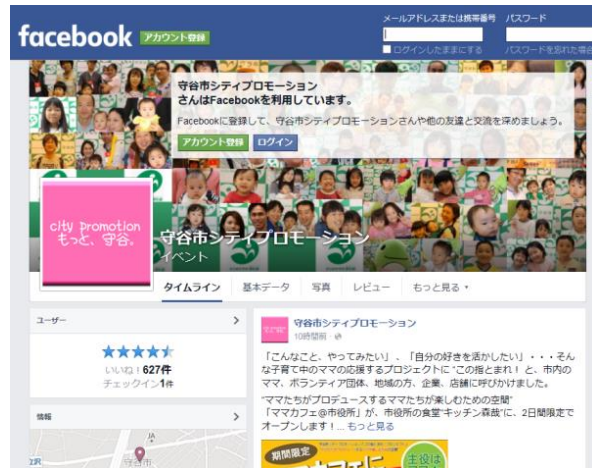 メールアドレスまたは携帯番号 パスワード
facebook アカウント登録
ログインしたままにする パスワードを忘れた場合
守谷市シティプロモーション
さんはFacebookを利用しています。
Facebookに登録して、守谷市シティプロモーションさんや他の友達と交流を深めましょう。
アカウント登録 ログイン
city promotion
もっと、守谷。
守谷市シティプロモーション
イベント
タイムライン 基本データ 写真 レビュー もっと見る
ユーザー
いいね！627件
チェックイン1件
情報
守谷市
守谷市シティプロモーション
10時間前
「こんなこと、やってみたい」、「自分の好きを活かしたい」・・・そん
な子育て中のママの応援するプロジェクトに“この指とまれ！と、市内の
ママ、ボランティア団体、地域の方、企業、店舗に呼びかけました。
“ママたちがプロデュースするママたちが楽しむための空間”
「ママカフェ@市役所」が、市役所の食堂“キッチン森哉”に、2日間限定で
オープンします！... もっと見る
期間限定
主役は